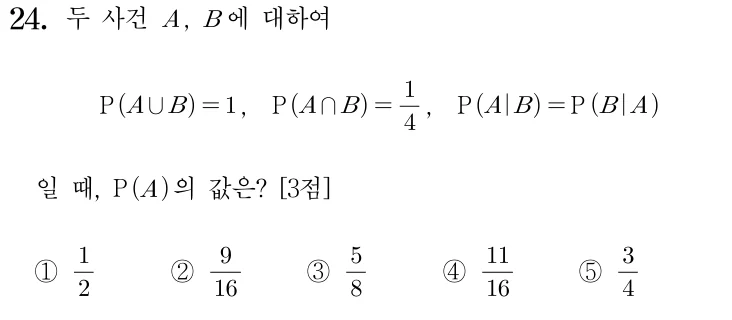 24. 두 사건 A, B에 대하여
P(A∪B)=1, P(A∩B)=1/4, P(A|B)=P(B|A)
일 때, P(A)의 값은? [3점]
① 1/2 ② 9/16 ③ 5/8 ④ 11/16 ⑤ 3/4